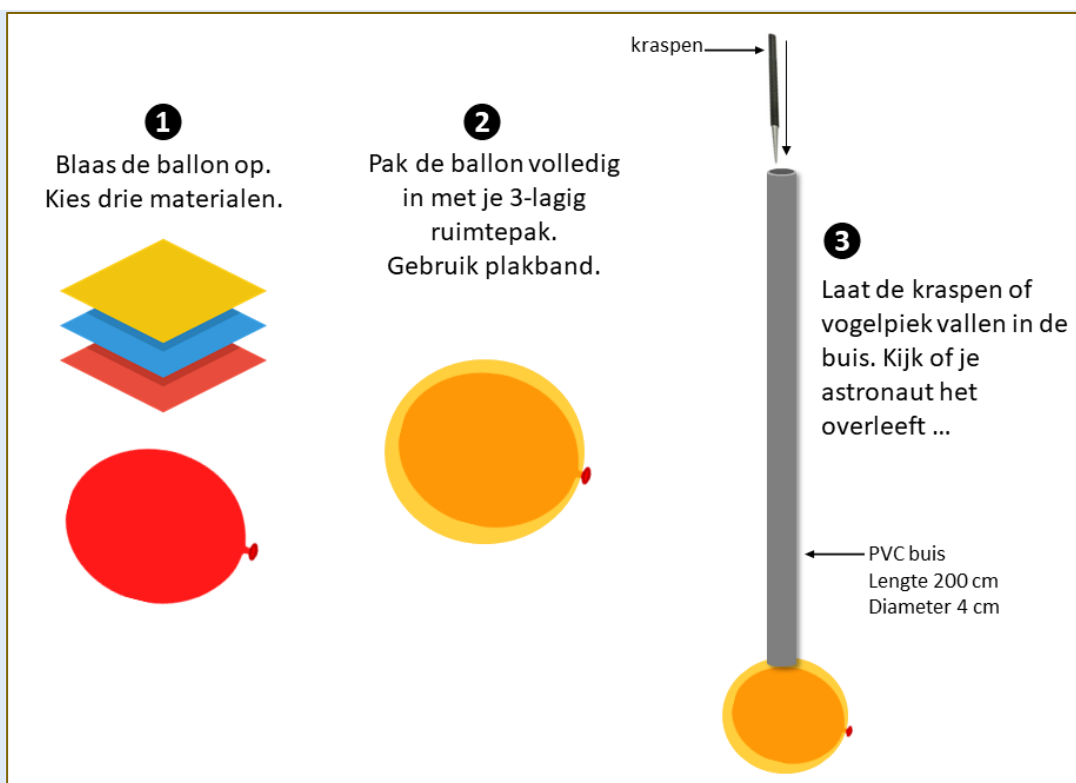 1
Blaas de ballon op.
Kies drie materialen.
2
Pak de ballon volledig
in met je 3-lagig
ruimtepak.
Gebruik plakband.
kraspen
3
Laat de kraspen of
vogelpiek vallen in de
buis. Kijk of je
astronaut het
overleeft ...
PVC buis
Lengte 200 cm
Diameter 4 cm